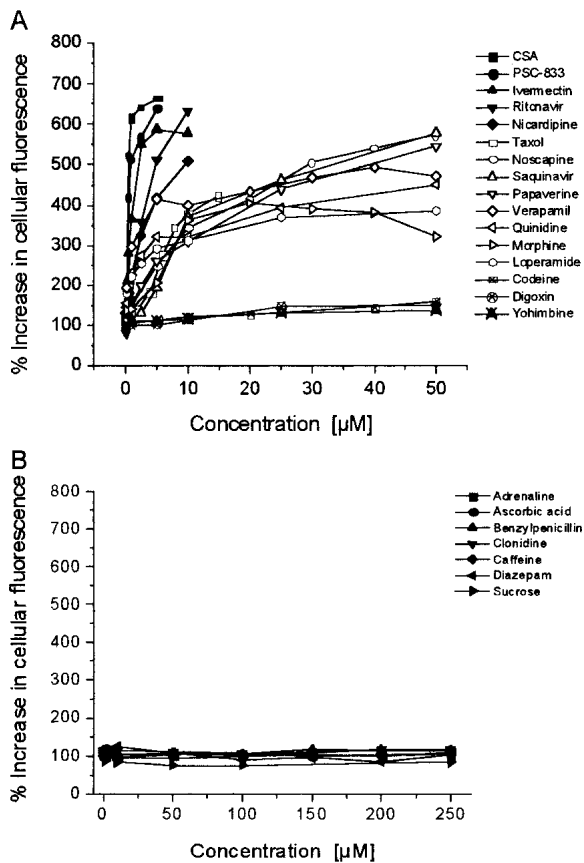 A
% Increase in cellular fluorescence
800
700
600
500
400
300
200
100
0
0
10
20
30
40
50
Concentration [µM]
CSA
PSC-833
Ivermectin
Ritonavir
Nicardipine
Taxol
Noscapine
Saquinavir
Papaverine
Verapamil
Quinidine
Morphine
Loperamide
Codeine
Digoxin
Yohimbine
B
% Increase in cellular fluorescence
800
700
600
500
400
300
200
100
0
0
50
100
150
200
250
Concentration [µM]
Adrenaline
Ascorbic acid
Benzylpenicillin
Clonidine
Caffeine
Diazepam
Sucrose